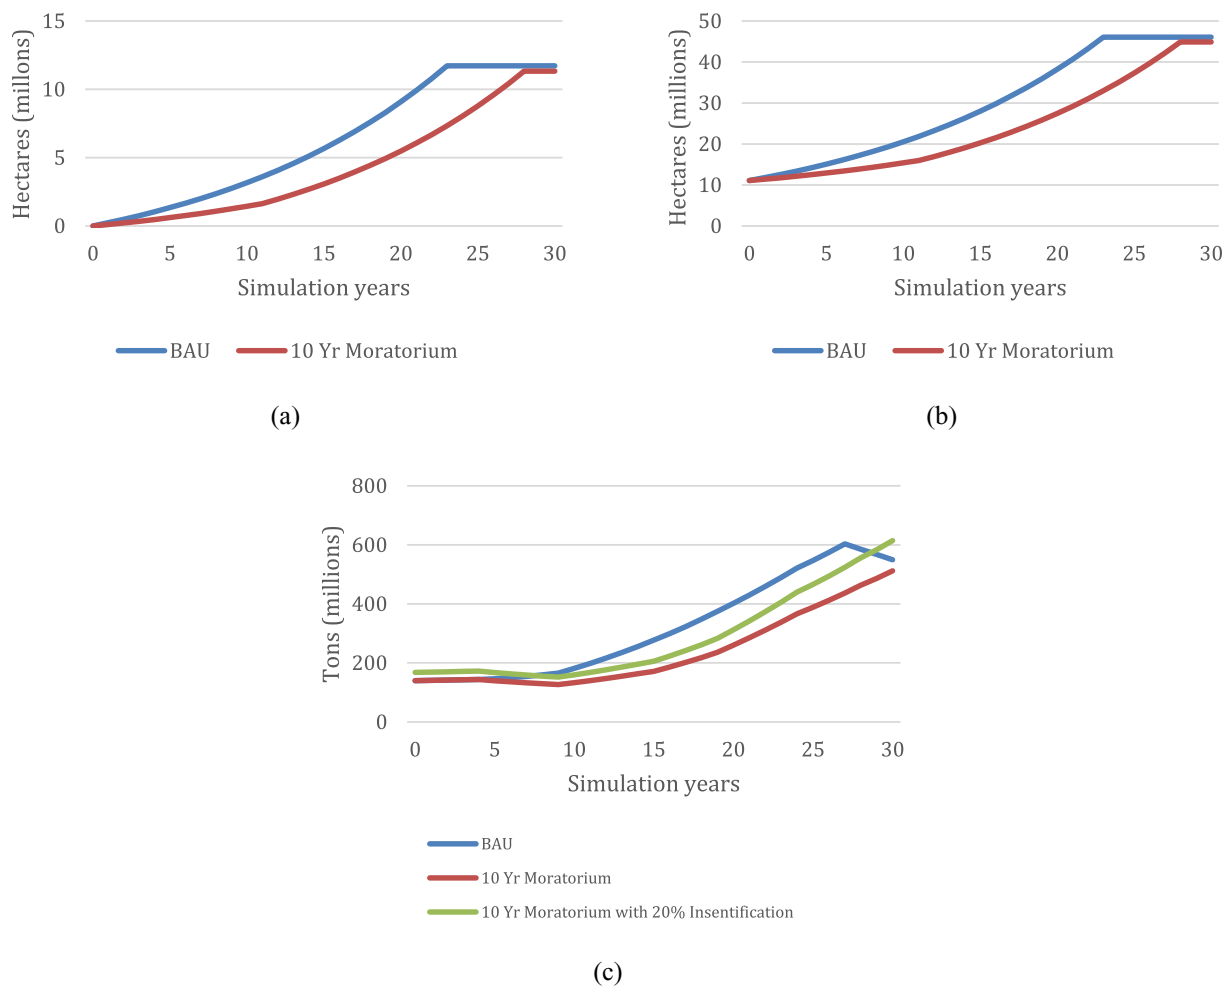 15
10
5
0
Hectares (millons)
0 5 10 15 20 25 30
Simulation years
BAU 10 Yr Moratorium
(a)
50
40
30
20
10
0
Hectares (millions)
0 5 10 15 20 25 30
Simulation years
BAU 10 Yr Moratorium
(b)
800
600
400
200
0
Tons (millions)
0 5 10 15 20 25 30
Simulation years
BAU
10 Yr Moratorium
10 Yr Moratorium with 20% Insentification
(c)